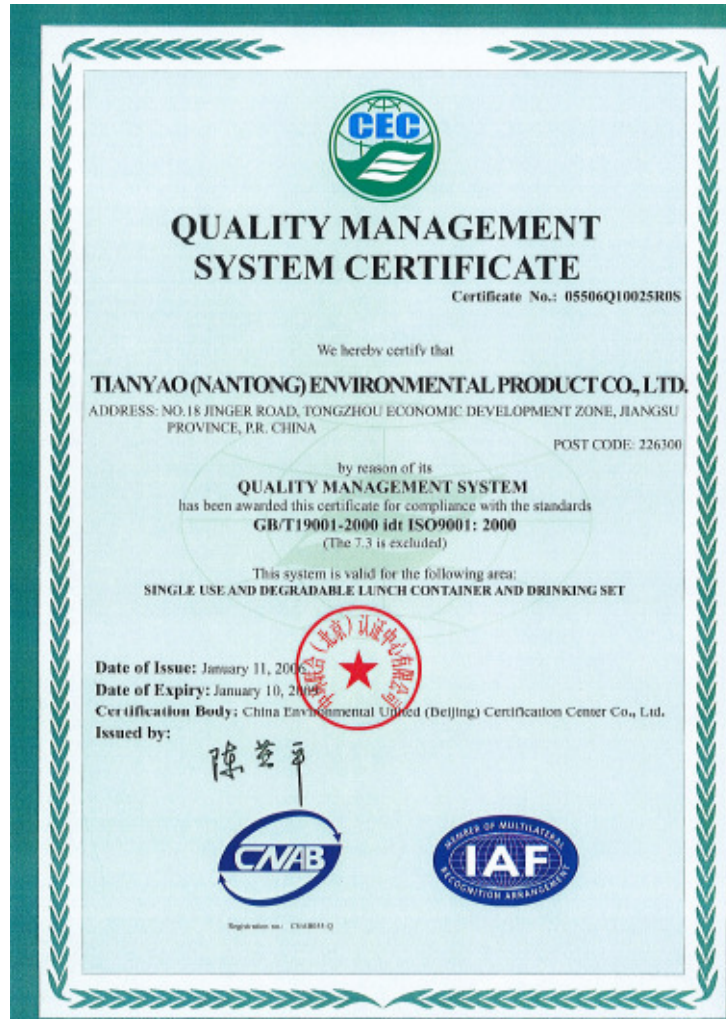 CEC
QUALITY MANAGEMENT
SYSTEM CERTIFICATE
Certificate No.: 05506Q10025R0S
We hereby certify that
TIANYAO (NANTONG) ENVIRONMENTAL PRODUCT CO., LTD.
ADDRESS: NO.18 JINGER ROAD, TONGZHOU ECONOMIC DEVELOPMENT ZONE, JIANGSU
PROVINCE, P.R. CHINA
POST CODE: 226300
by reason of its
QUALITY MANAGEMENT SYSTEM
has been awarded this certificate for compliance with the standards
GB/T19001-2000 idt ISO9001: 2000
(The 7.3 is excluded)
This system is valid for the following area:
SINGLE USE AND DEGRADABLE LUNCH CONTAINER AND DRINKING SET
Date of Issue: January 11, 2006
Date of Expiry: January 10,
Certification Body: China Environmental United (Beijing) Certification Center Co., Ltd.
Issued by:
CNAB
MEMBER OF MULTILATERAL
IAF
RECOGNITION ARRANGEMENT
Registration no.: